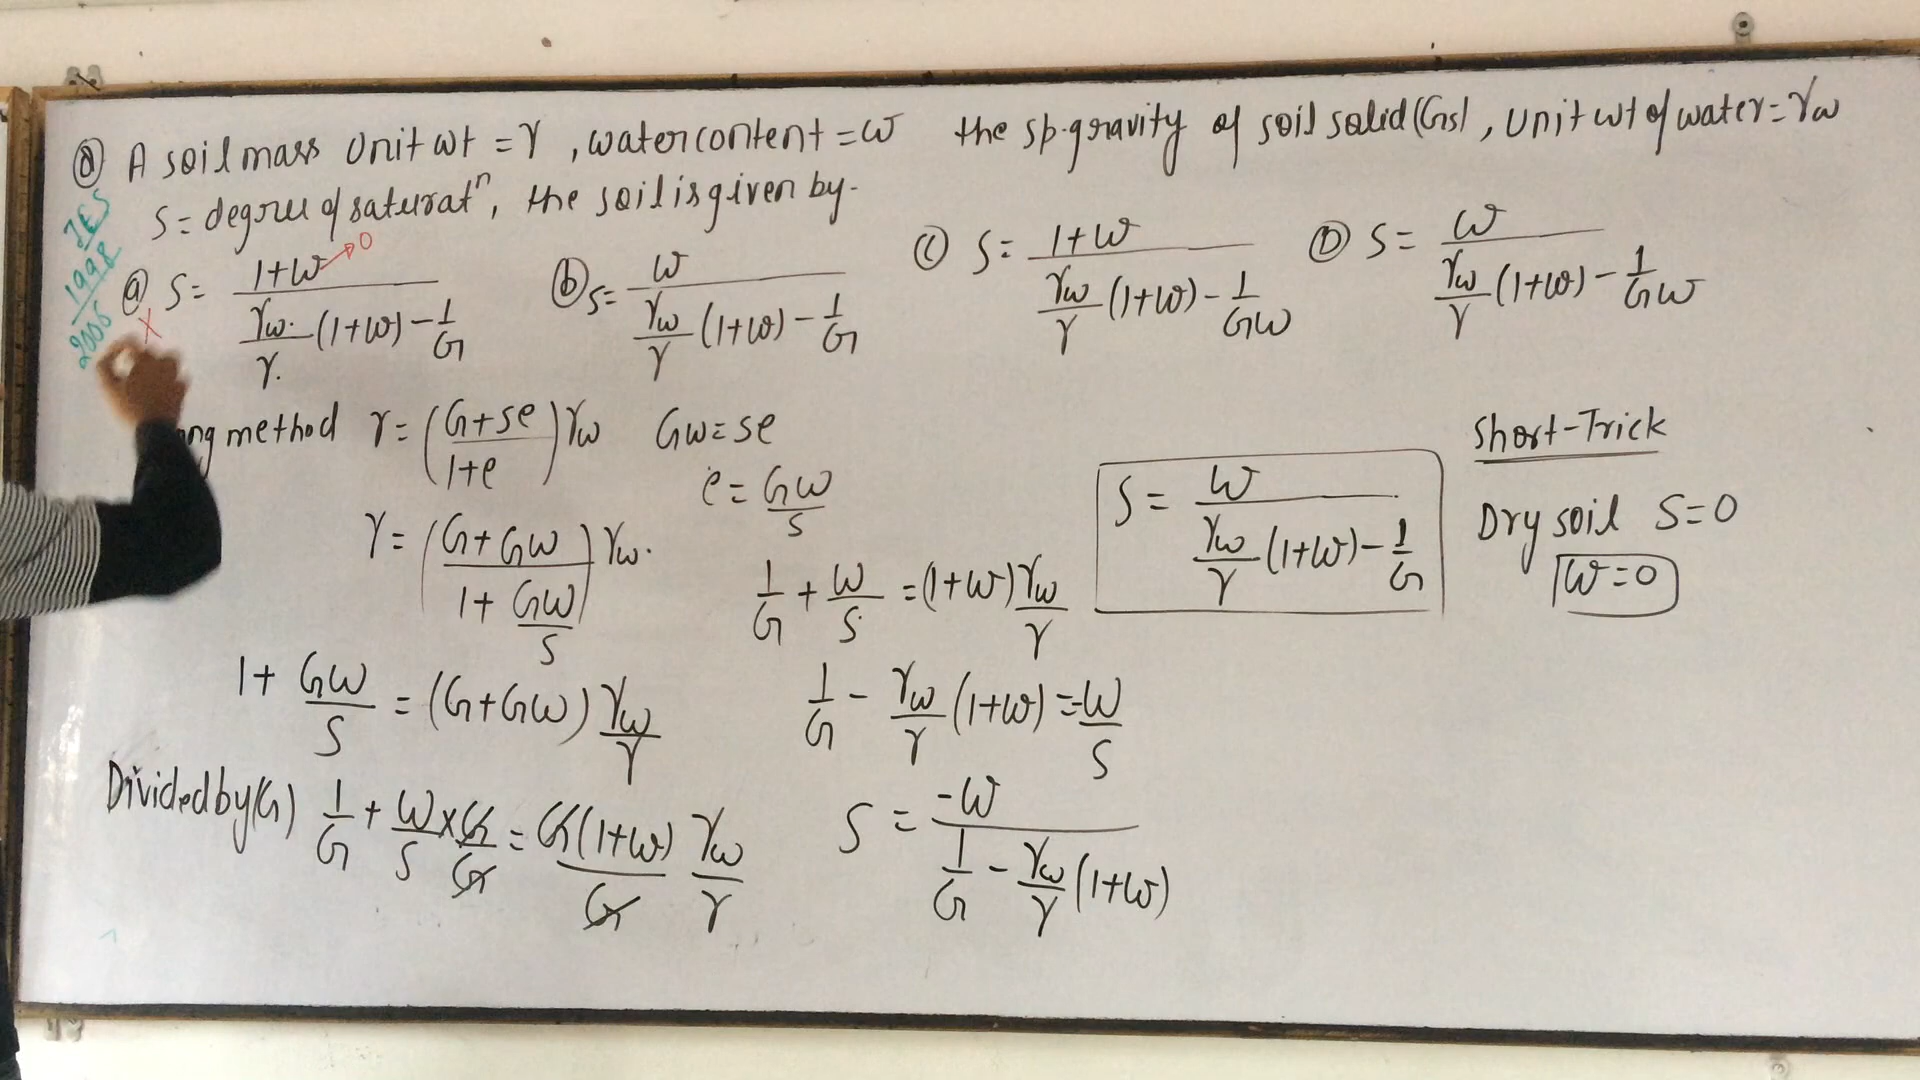 Q A soil mass unit wt = γ , water content = w the sp.gravity of soil solid (Gs) , unit wt of water = γw
S = degree of saturatⁿ, the soil is given by -
IES
1998
2006
ⓐ S = (1+w)/(γw/γ (1+w) - 1/G) → 0 X
ⓑ S = w/(γw/γ (1+w) - 1/G)
ⓒ S = (1+w)/(γw/γ (1+w) - 1/Gw)
Ⓓ S = w/(γw/γ (1+w) - 1/Gw)
method γ = ((G+Se)/(1+e)) γw
Gw = Se
e = Gw/S
γ = ((G+Gw)/(1 + Gw/S)) γw.
1 + Gw/S = (G+Gw) γw/γ
Divided by (G) 1/G + w/S × G/G = G(1+w)/G γw/γ
1/G + w/S = (1+w) γw/γ
1/G - γw/γ (1+w) = -w/S
S = -w/(1/G - γw/γ (1+w))
S = w/(γw/γ (1+w) - 1/G)
Short-Trick
Dry soil S=0
w=0